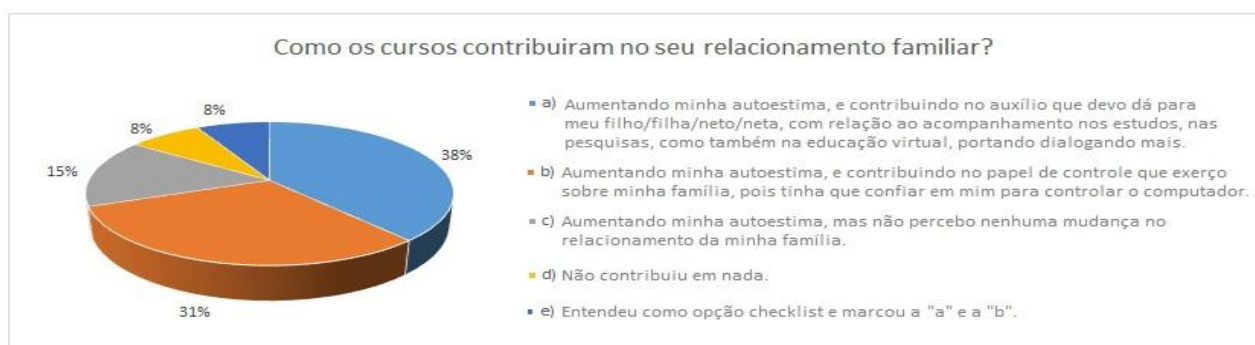 Como os cursos contribuiram no seu relacionamento familiar?
8%
8%
15%
38%
31%
a) Aumentando minha autoestima, e contribuindo no auxílio que devo dá para
meu filho/filha/neto/neta, com relação ao acompanhamento nos estudos, nas
pesquisas, como também na educação virtual, portando dialogando mais.
b) Aumentando minha autoestima, e contribuindo no papel de controle que exerço
sobre minha família, pois tinha que confiar em mim para controlar o computador.
c) Aumentando minha autoestima, mas não percebo nenhuma mudança no
relacionamento da minha família.
d) Não contribuiu em nada.
e) Entendeu como opção checklist e marcou a "a" e a "b".